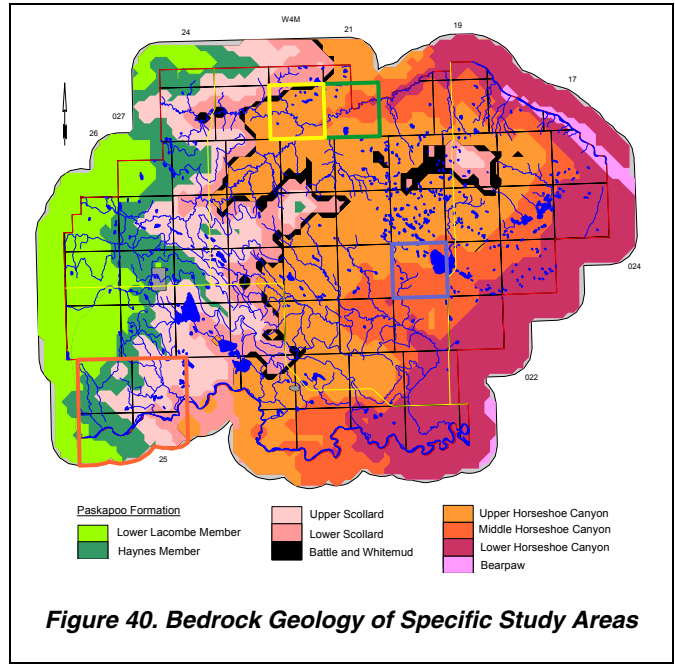 W4M
24
21
19
17
027
26
024
022
25
Paskapoo Formation
Lower Lacombe Member
Haynes Member
Upper Scollard
Lower Scollard
Battle and Whitemud
Upper Horseshoe Canyon
Middle Horseshoe Canyon
Lower Horseshoe Canyon
Bearpaw
Figure 40. Bedrock Geology of Specific Study Areas